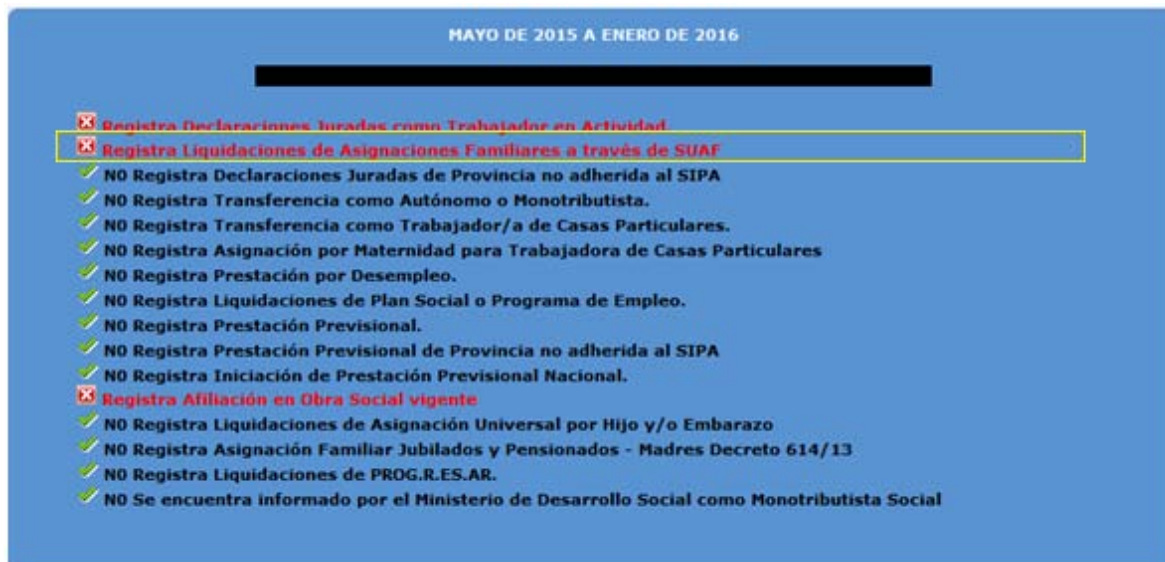 MAYO DE 2015 A ENERO DE 2016
Registra Declaraciones Juradas como Trabajador en Actividad.
Registra Liquidaciones de Asignaciones Familiares a través de SUAF
NO Registra Declaraciones Juradas de Provincia no adherida al SIPA
NO Registra Transferencia como Autónomo o Monotributista.
NO Registra Transferencia como Trabajador/a de Casas Particulares.
NO Registra Asignación por Maternidad para Trabajadora de Casas Particulares
NO Registra Prestación por Desempleo.
NO Registra Liquidaciones de Plan Social o Programa de Empleo.
NO Registra Prestación Previsional.
NO Registra Prestación Previsional de Provincia no adherida al SIPA
NO Registra Iniciación de Prestación Previsional Nacional.
Registra Afiliación en Obra Social vigente
NO Registra Liquidaciones de Asignación Universal por Hijo y/o Embarazo
NO Registra Asignación Familiar Jubilados y Pensionados - Madres Decreto 614/13
NO Registra Liquidaciones de PROG.R.ES.AR.
NO Se encuentra informado por el Ministerio de Desarrollo Social como Monotributista Social